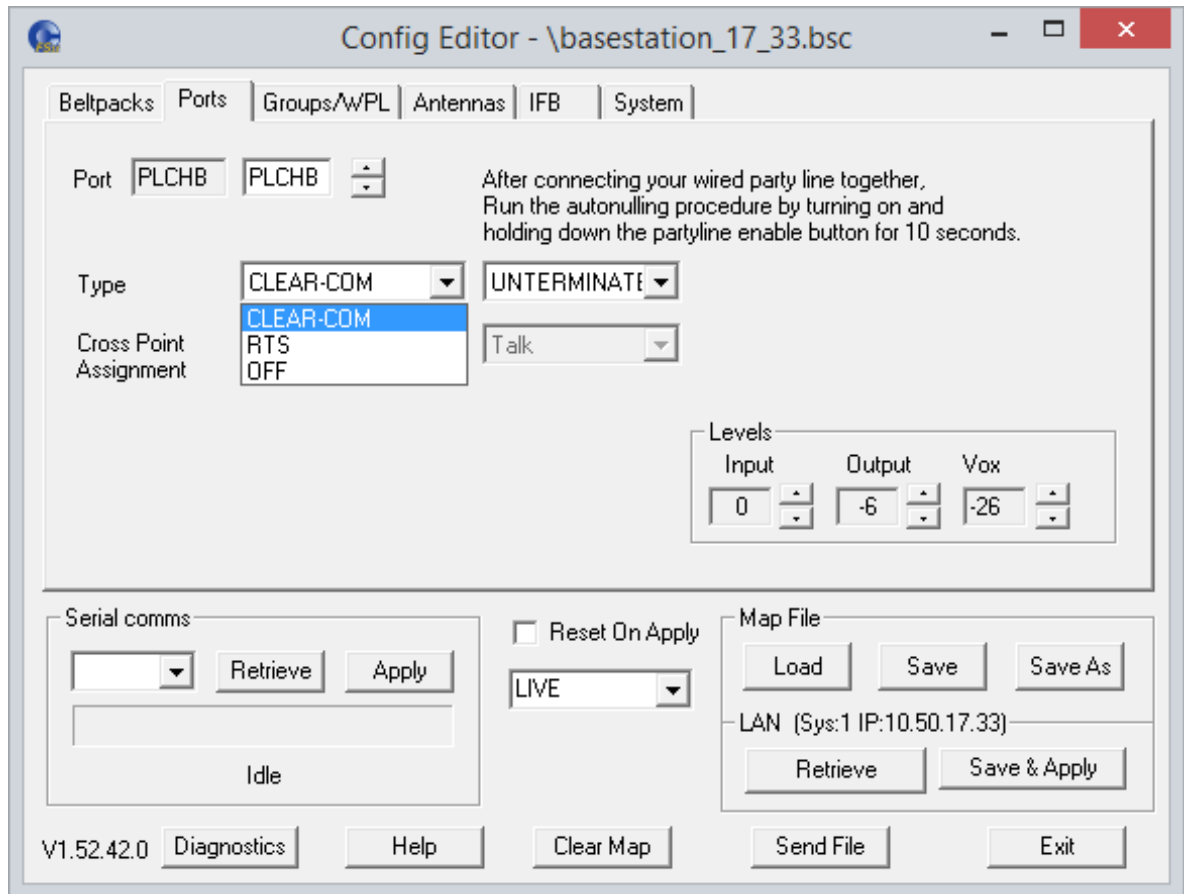 Config Editor - \basestation_17_33.bsc
Beltpacks Ports Groups/WPL Antennas IFB System
Port PLCHB PLCHB
After connecting your wired party line together,
Run the autonulling procedure by turning on and
holding down the partyline enable button for 10 seconds.
Type CLEAR-COM UNTERMINATE
CLEAR-COM
RTS
OFF
Cross Point
Assignment
Talk
Levels
Input Output Vox
0 -6 -26
Serial comms
Retrieve Apply
Idle
Reset On Apply
LIVE
Map File
Load Save Save As
LAN (Sys:1 IP:10.50.17.33)
Retrieve Save & Apply
V1.52.42.0 Diagnostics Help Clear Map Send File Exit